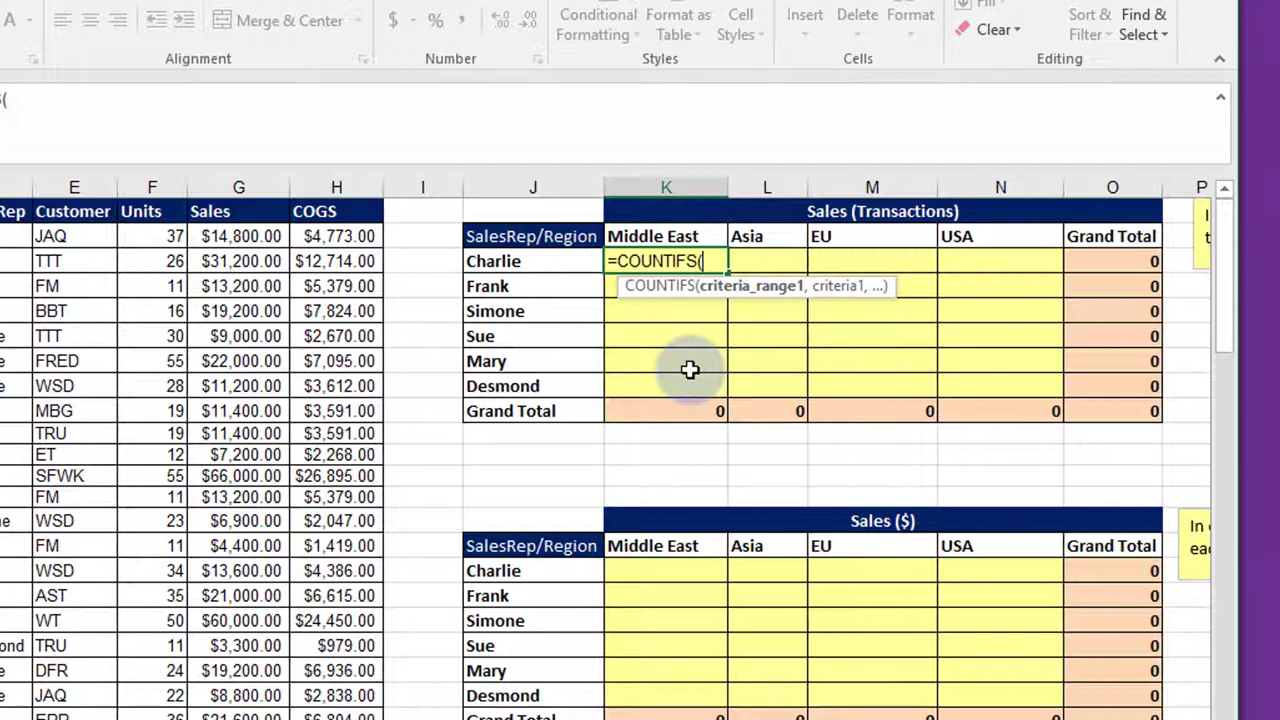 A
Merge & Center
$ % ,
Conditional Formatting
Format as Table
Cell Styles
Insert Delete Format
Fill
Clear
Sort & Filter
Find & Select
Alignment Number Styles Cells Editing
(
E F G H I J K L M N O P
Rep Customer Units Sales COGS Sales (Transactions)
JAQ 37 $14,800.00 $4,773.00 SalesRep/Region Middle East Asia EU USA Grand Total
TTT 26 $31,200.00 $12,714.00 Charlie =COUNTIFS( 0
FM 11 $13,200.00 $5,379.00 Frank COUNTIFS(criteria_range1, criteria1, ...) 0
BBT 16 $19,200.00 $7,824.00 Simone 0
e TTT 30 $9,000.00 $2,670.00 Sue 0
e FRED 55 $22,000.00 $7,095.00 Mary 0
e WSD 28 $11,200.00 $3,612.00 Desmond 0
MBG 19 $11,400.00 $3,591.00 Grand Total 0 0 0 0 0
TRU 19 $11,400.00 $3,591.00
ET 12 $7,200.00 $2,268.00
SFWK 55 $66,000.00 $26,895.00
FM 11 $13,200.00 $5,379.00
ne WSD 23 $6,900.00 $2,047.00 Sales ($) In
FM 11 $4,400.00 $1,419.00 SalesRep/Region Middle East Asia EU USA Grand Total
WSD 34 $13,600.00 $4,386.00 Charlie 0
AST 35 $21,000.00 $6,615.00 Frank 0
WT 50 $60,000.00 $24,450.00 Simone 0
ond TRU 11 $3,300.00 $979.00 Sue 0
e DFR 24 $19,200.00 $6,936.00 Mary 0
e JAQ 22 $8,800.00 $2,838.00 Desmond 0